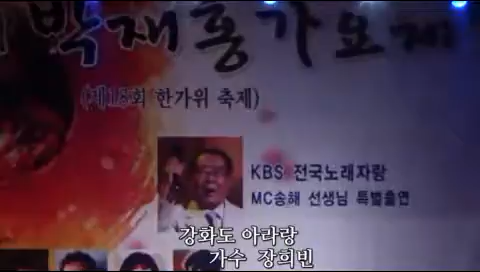 박재홍가요제
(제18회 한가위 축제)
KBS 전국노래자랑
MC송해 선생님 특별출연
강화도 아라랑
가수 장희빈